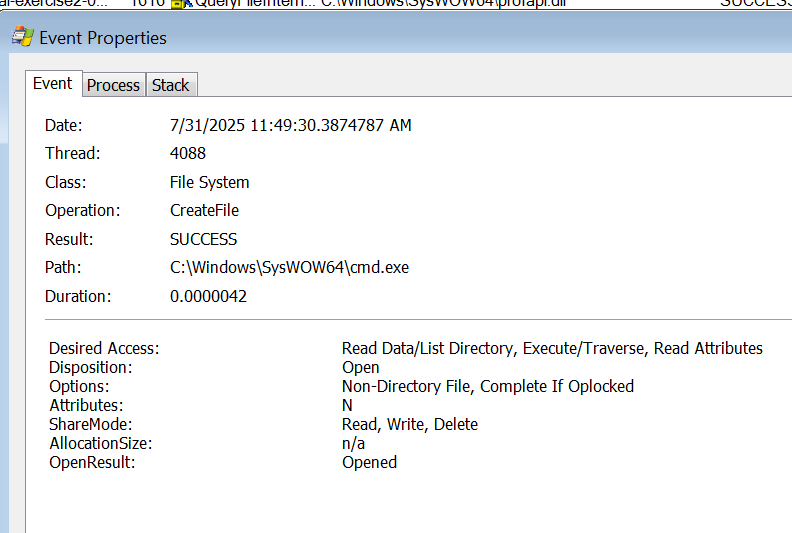 al-exercise2-0... 1616 QueryFileInform... C:\Windows\SysWOW64\profapi.dll SUCCESS
Event Properties
Event Process Stack
Date: 7/31/2025 11:49:30.3874787 AM
Thread: 4088
Class: File System
Operation: CreateFile
Result: SUCCESS
Path: C:\Windows\SysWOW64\cmd.exe
Duration: 0.0000042
Desired Access: Read Data/List Directory, Execute/Traverse, Read Attributes
Disposition: Open
Options: Non-Directory File, Complete If Oplocked
Attributes: N
ShareMode: Read, Write, Delete
AllocationSize: n/a
OpenResult: Opened